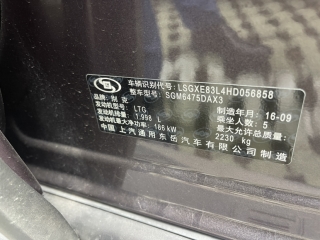 车辆识别代号 LSGXE83L4HD056858
整车型号 SGM6475DAX3
品牌 别克 制造年月 16-09
发动机型号 LTG 乘坐人数 5
发动机排量 1,998 L 最大允许总质量
发动机最大净功率 186 kW 2230 kg
中国上汽通用东岳汽车有限公司制造